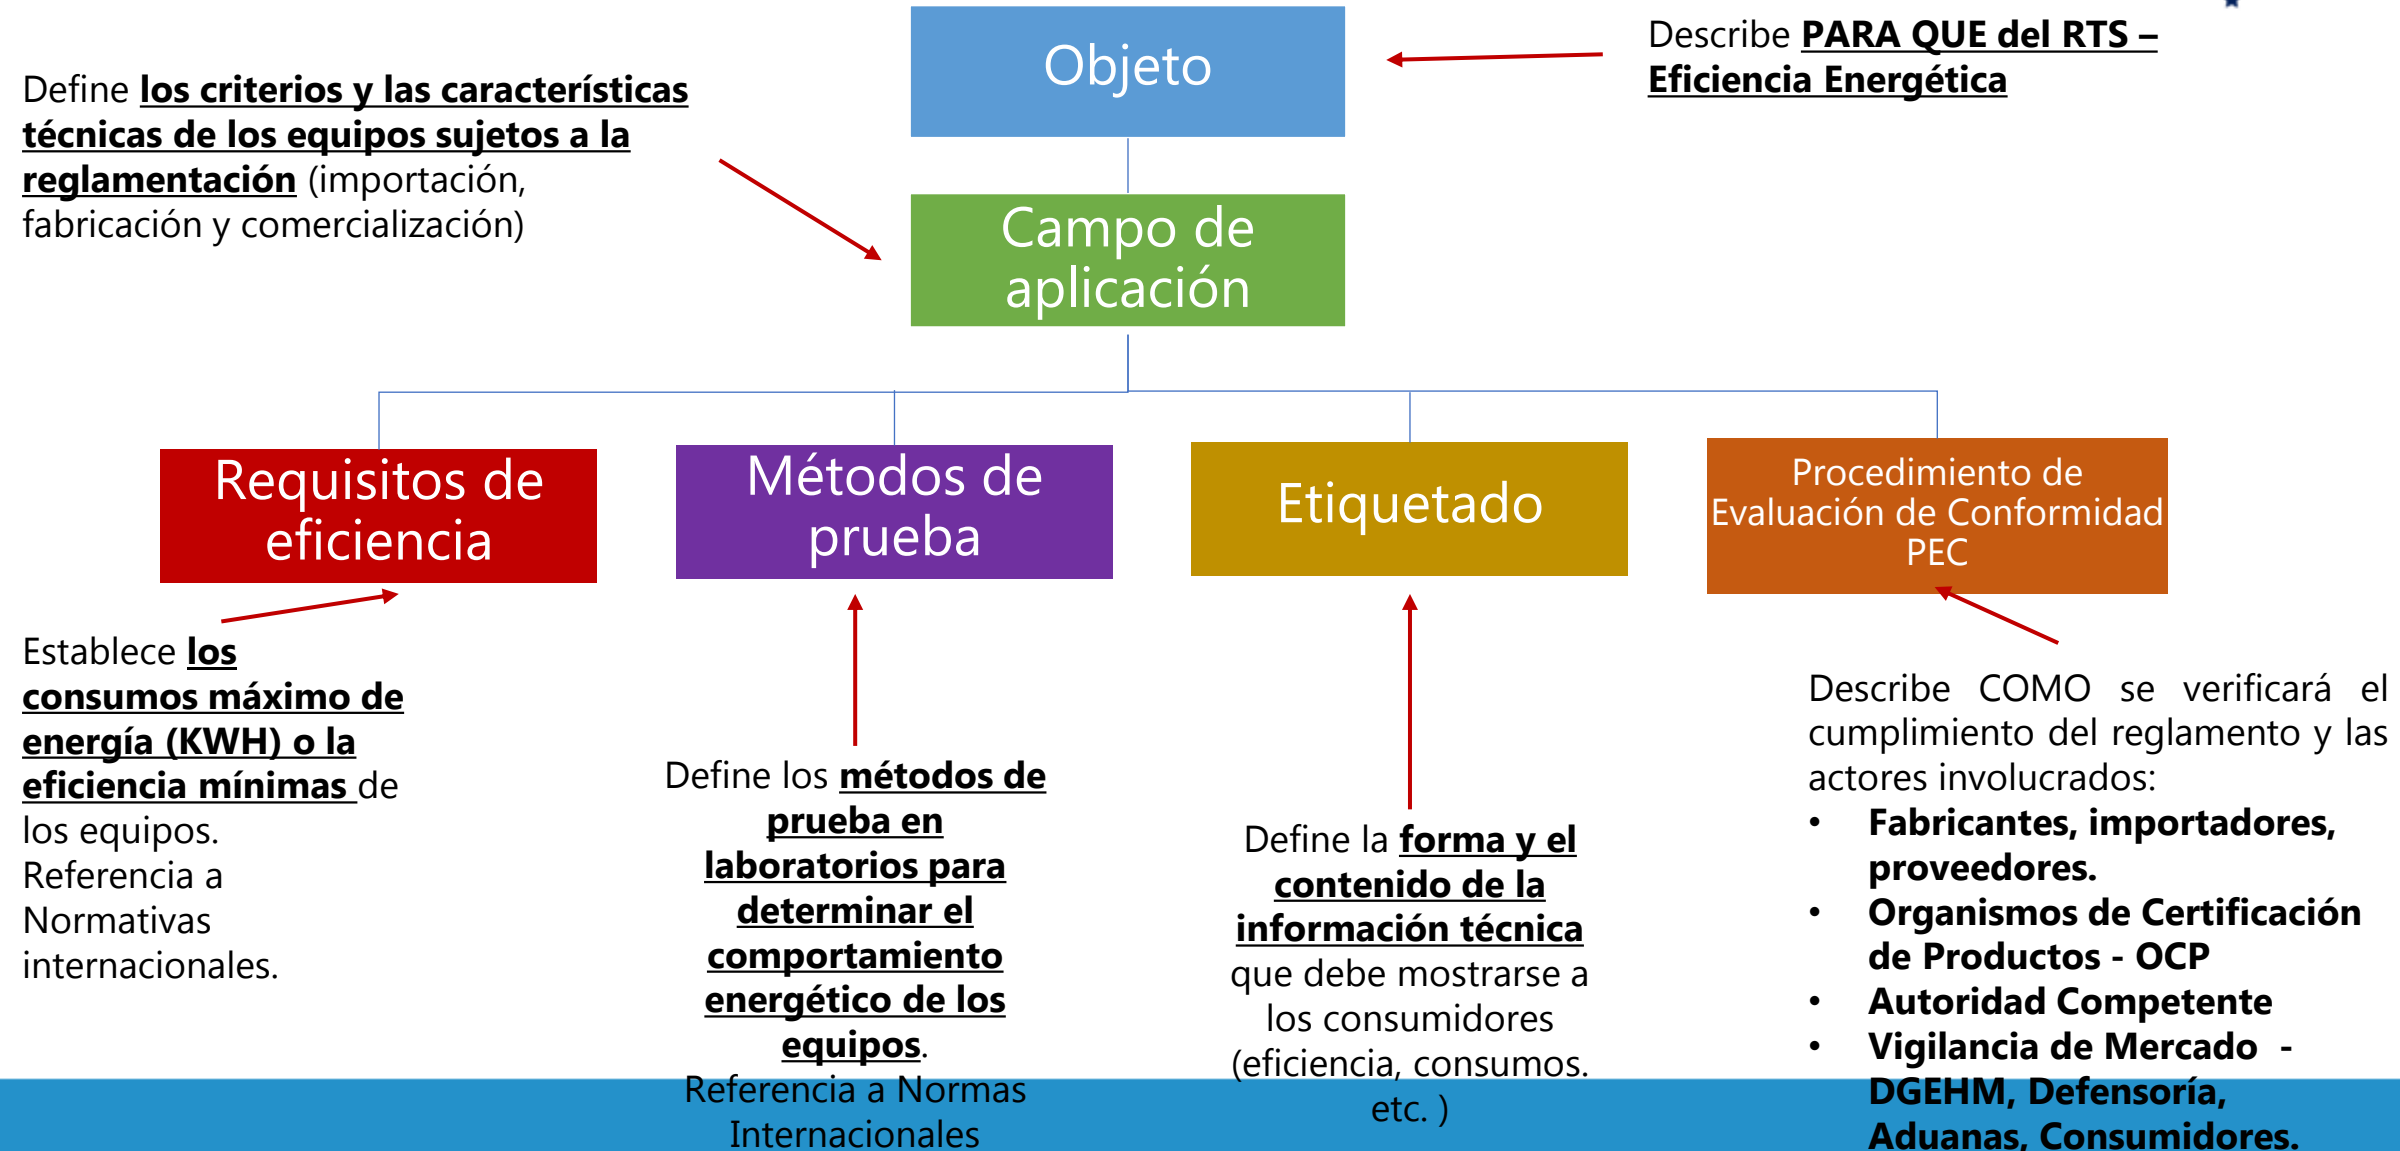 Objeto
Describe PARA QUE del RTS –
Eficiencia Energética
Define los criterios y las características
técnicas de los equipos sujetos a la
reglamentación (importación,
fabricación y comercialización)
Campo de
aplicación
Requisitos de
eficiencia
Métodos de
prueba
Etiquetado
Procedimiento de
Evaluación de Conformidad
PEC
Establece los
consumos máximo de
energía (KWH) o la
eficiencia mínimas de
los equipos.
Referencia a
Normativas
internacionales.
Define los métodos de
prueba en
laboratorios para
determinar el
comportamiento
energético de los
equipos.
Referencia a Normas
Internacionales
Define la forma y el
contenido de la
información técnica
que debe mostrarse a
los consumidores
(eficiencia, consumos.
etc. )
Describe COMO se verificará el
cumplimiento del reglamento y las
actores involucrados:
• Fabricantes, importadores,
proveedores.
• Organismos de Certificación
de Productos - OCP
• Autoridad Competente
• Vigilancia de Mercado -
DGEHM, Defensoría,
Aduanas, Consumidores.